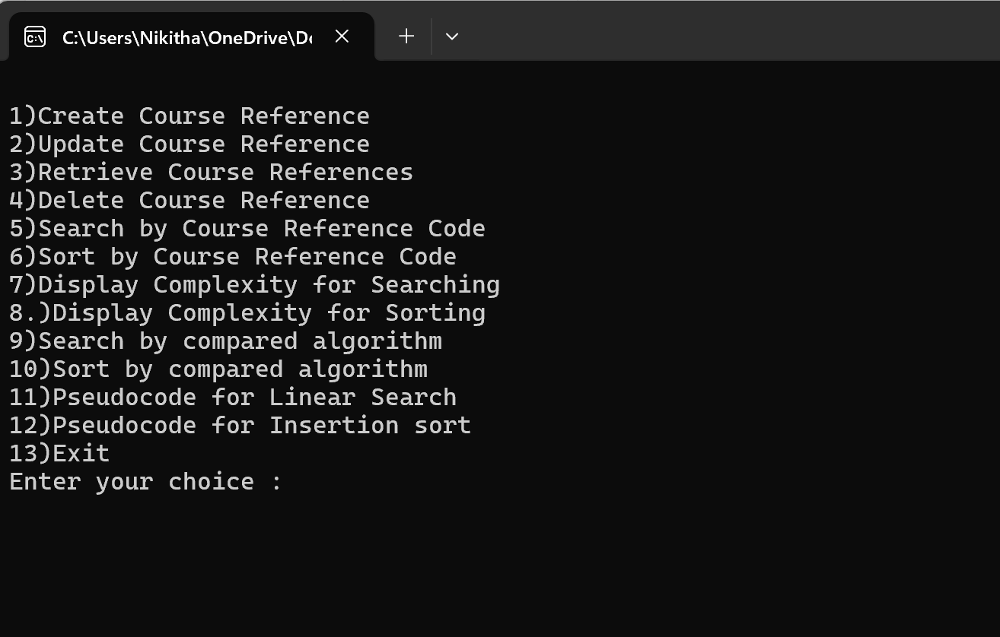 C:\Users\Nikitha\OneDrive\Do
1)Create Course Reference
2)Update Course Reference
3)Retrieve Course References
4)Delete Course Reference
5)Search by Course Reference Code
6)Sort by Course Reference Code
7)Display Complexity for Searching
8.)Display Complexity for Sorting
9)Search by compared algorithm
10)Sort by compared algorithm
11)Pseudocode for Linear Search
12)Pseudocode for Insertion sort
13)Exit
Enter your choice :